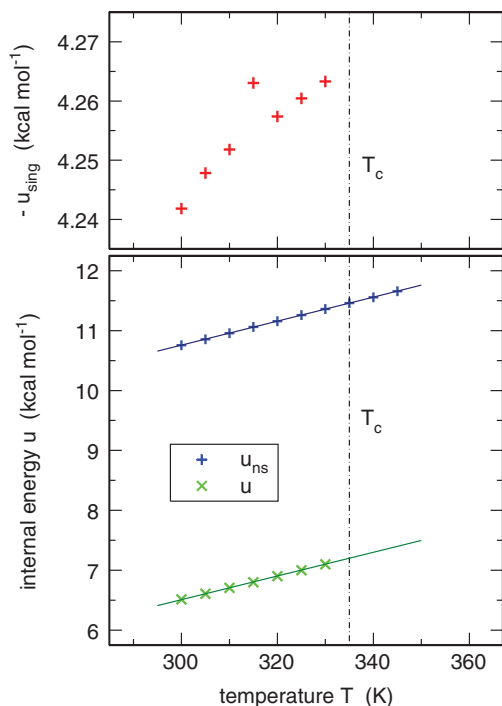 4.27
4.26
4.25
4.24
- u_sing (kcal mol⁻¹)
T_c
12
11
10
9
8
7
6
internal energy u (kcal mol⁻¹)
T_c
u_ns
u
300 320 340 360
temperature T (K)